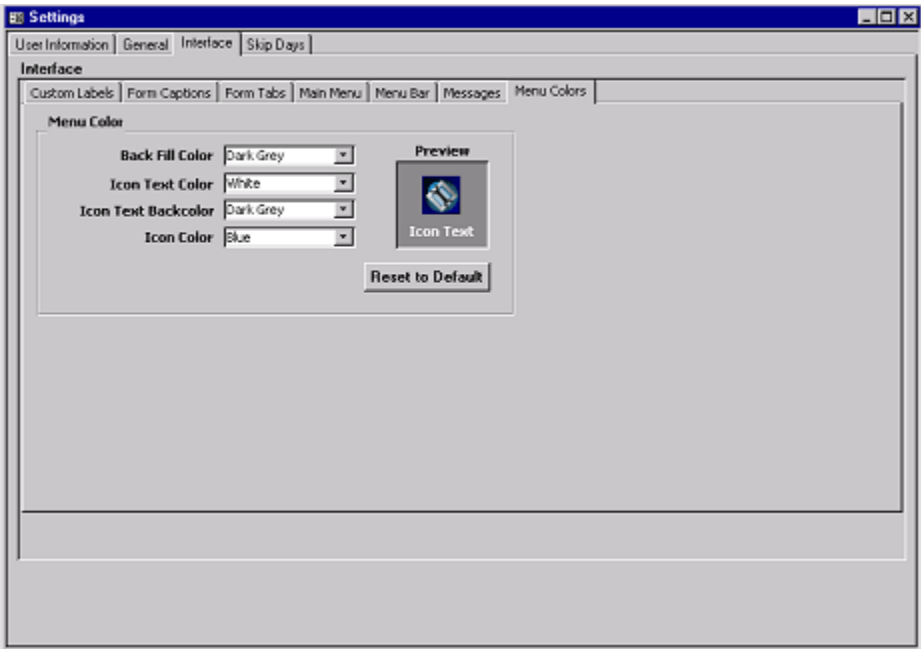 Settings
User Information General Interface Skip Days
Interface
Custom Labels Form Captions Form Tabs Main Menu Menu Bar Messages Menu Colors
Menu Color
Back Fill Color Dark Grey Preview
Icon Text Color White
Icon Text Backcolor Dark Grey
Icon Text
Icon Color Blue
Reset to Default